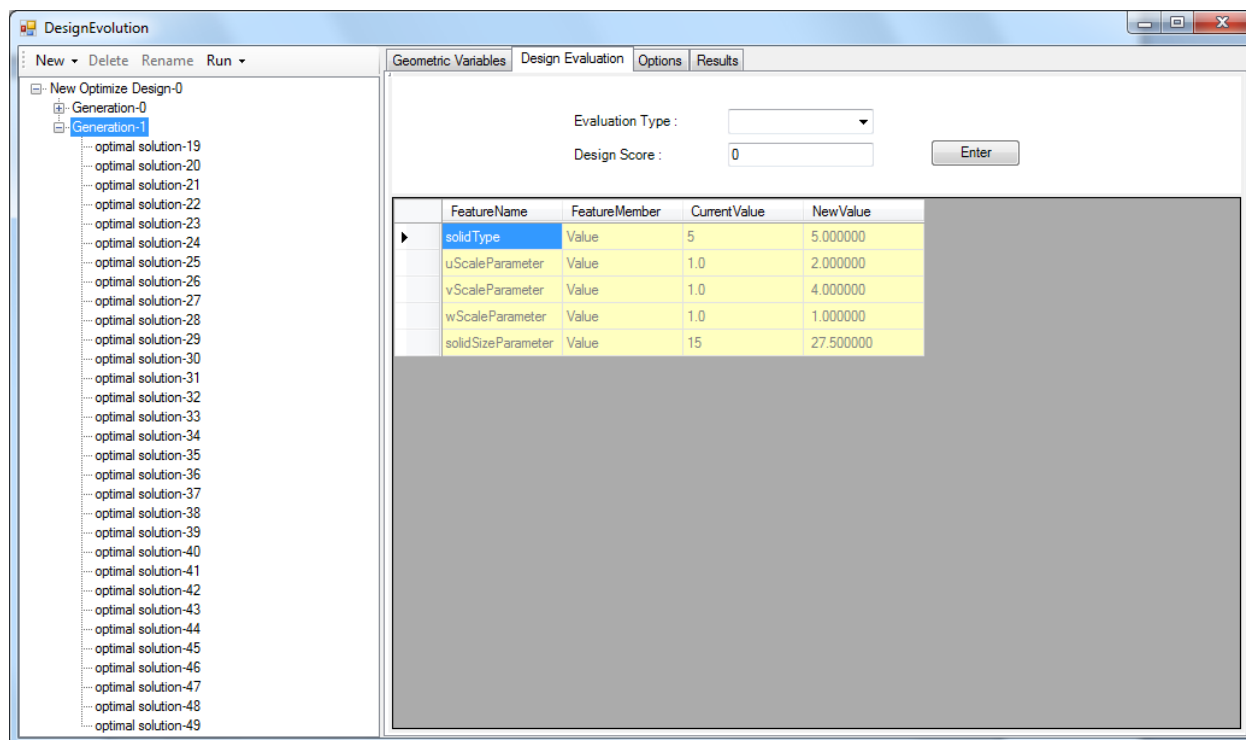 DesignEvolution
New Delete Rename Run
Geometric Variables Design Evaluation Options Results
New Optimize Design-0
Generation-0
Generation-1
optimal solution-19
optimal solution-20
optimal solution-21
optimal solution-22
optimal solution-23
optimal solution-24
optimal solution-25
optimal solution-26
optimal solution-27
optimal solution-28
optimal solution-29
optimal solution-30
optimal solution-31
optimal solution-32
optimal solution-33
optimal solution-34
optimal solution-35
optimal solution-36
optimal solution-37
optimal solution-38
optimal solution-39
optimal solution-40
optimal solution-41
optimal solution-42
optimal solution-43
optimal solution-44
optimal solution-45
optimal solution-46
optimal solution-47
optimal solution-48
optimal solution-49
Evaluation Type :
Design Score : 0 Enter
FeatureName FeatureMember CurrentValue NewValue
solidType Value 5 5.000000
uScaleParameter Value 1.0 2.000000
vScaleParameter Value 1.0 4.000000
wScaleParameter Value 1.0 1.000000
solidSizeParameter Value 15 27.500000